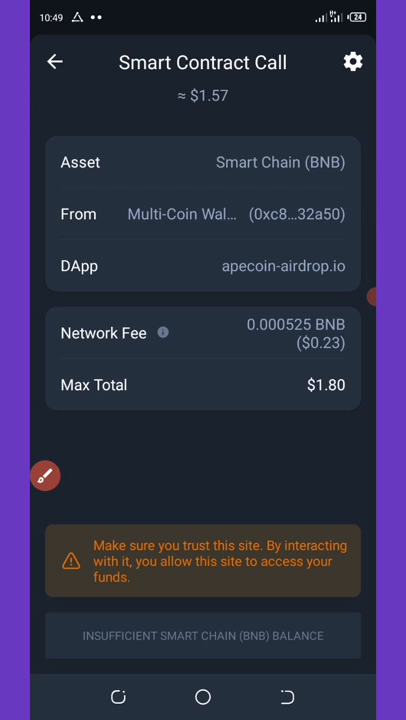 10:49
24
Smart Contract Call
≈ $1.57
Asset Smart Chain (BNB)
From Multi-Coin Wal... (0xc8...32a50)
DApp apecoin-airdrop.io
Network Fee 0.000525 BNB
($0.23)
Max Total $1.80
Make sure you trust this site. By interacting
with it, you allow this site to access your
funds.
INSUFFICIENT SMART CHAIN (BNB) BALANCE